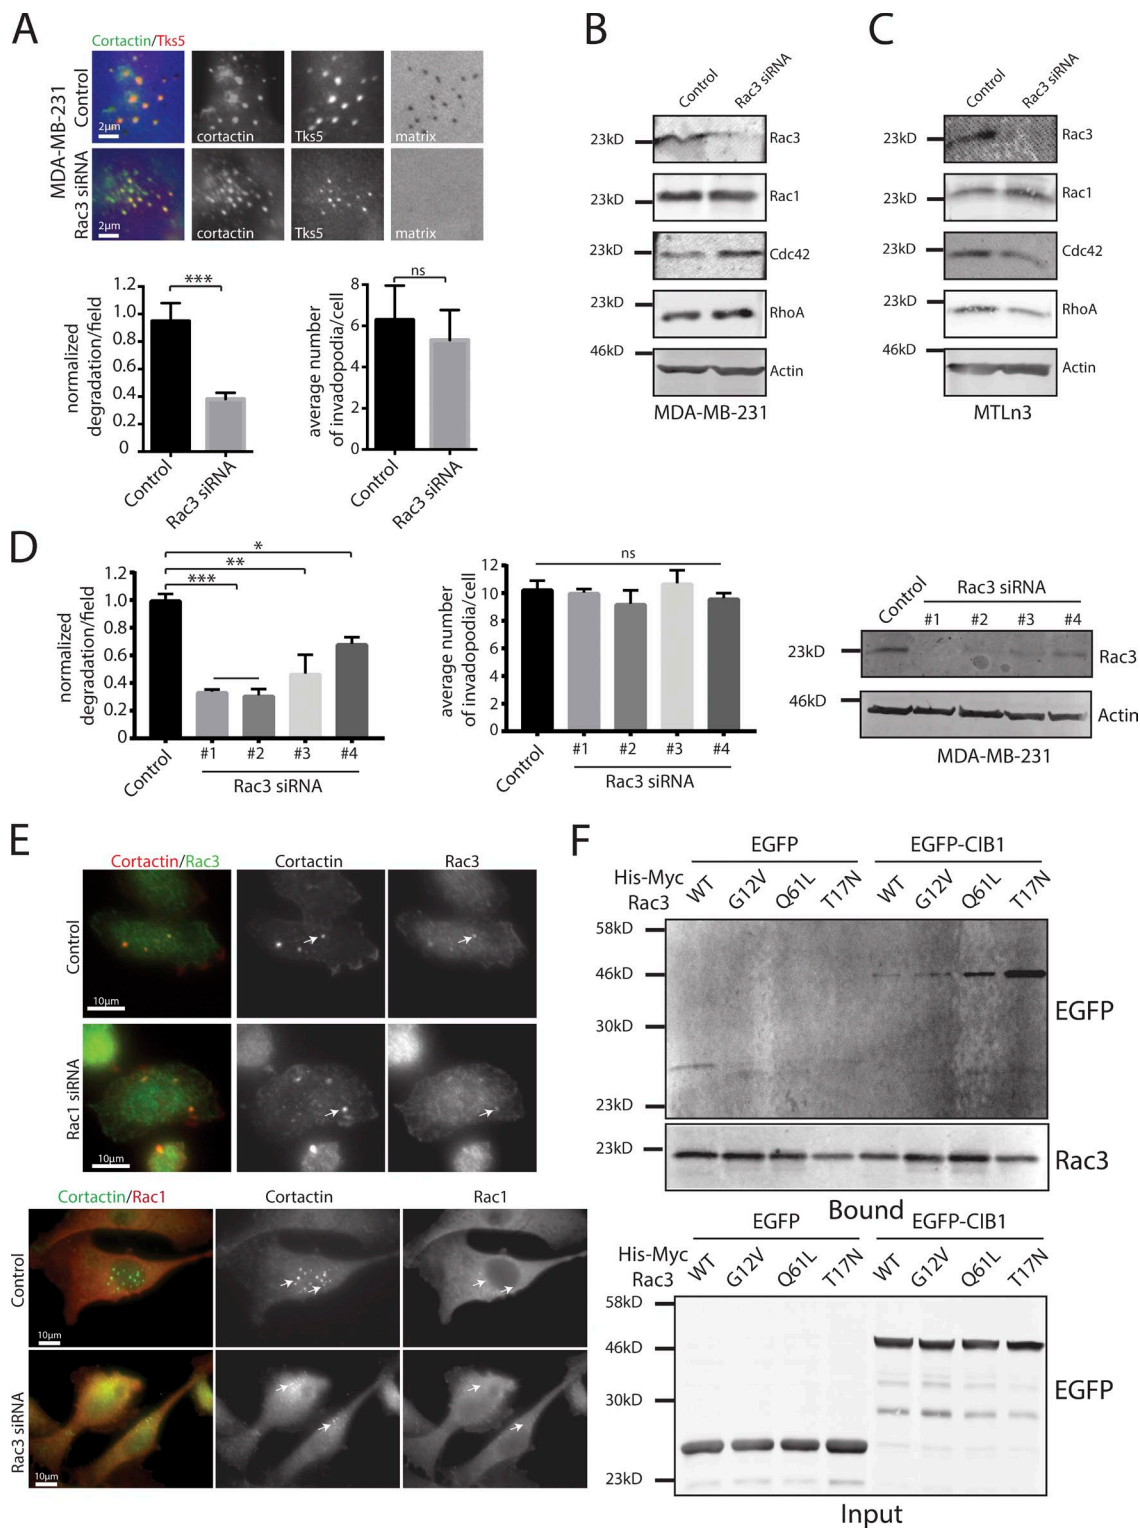 A
Cortactin/Tks5
MDA-MB-231
Control
2μm
cortactin
Tks5
matrix
Rac3 siRNA
2μm
cortactin
Tks5
matrix
normalized
degradation/field
1.2
1.0
0.8
0.6
0.4
0.2
0
***
Control
Rac3 siRNA
average number
of invadopodia/cell
8
6
4
2
0
ns
Control
Rac3 siRNA
B
Control
Rac3 siRNA
23kD
Rac3
23kD
Rac1
23kD
Cdc42
23kD
RhoA
46kD
Actin
MDA-MB-231
C
Control
Rac3 siRNA
23kD
Rac3
23kD
Rac1
23kD
Cdc42
23kD
RhoA
46kD
Actin
MTLn3
D
normalized
degradation/field
1.2
1.0
0.8
0.6
0.4
0.2
0
*
**
***
Control
#1
#2
#3
#4
Rac3 siRNA
average number
of invadopodia/cell
12
10
8
6
4
2
0
ns
Control
#1
#2
#3
#4
Rac3 siRNA
Control
Rac3 siRNA
#1
#2
#3
#4
23kD
Rac3
46kD
Actin
MDA-MB-231
E
Cortactin/Rac3
Cortactin
Rac3
Control
10μm
Rac1 siRNA
10μm
Cortactin/Rac1
Cortactin
Rac1
Control
10μm
Rac3 siRNA
10μm
F
EGFP
EGFP-CIB1
His-Myc
Rac3
WT
G12V
Q61L
T17N
WT
G12V
Q61L
T17N
58kD
46kD
30kD
23kD
EGFP
23kD
Rac3
Bound
EGFP
EGFP-CIB1
His-Myc
Rac3
WT
G12V
Q61L
T17N
WT
G12V
Q61L
T17N
58kD
46kD
30kD
23kD
EGFP
Input